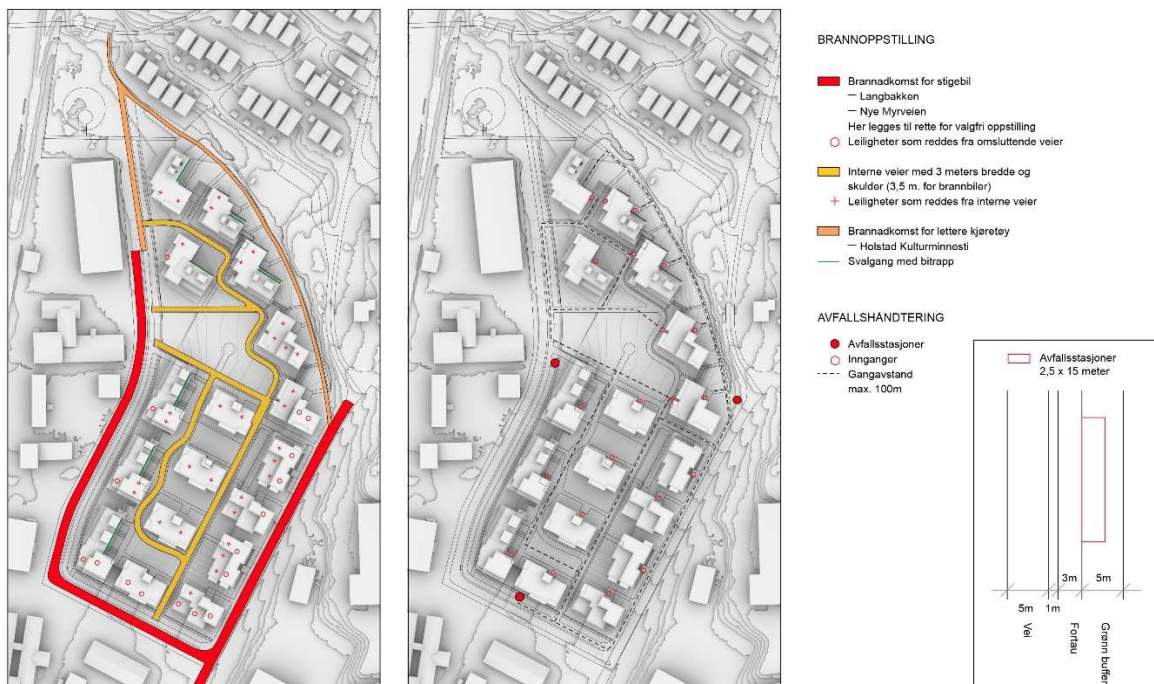 BRANNOPPSTILLING
Brannadkomst for stigebil
— Langbakken
— Nye Myrveien
Her legges til rette for valgfri oppstilling
Leiligheter som reddes fra omsluttende veier
Interne veier med 3 meters bredde og
skulder (3,5 m. for brannbiler)
Leiligheter som reddes fra interne veier
Brannadkomst for lettere kjøretøy
— Holstad Kulturminnosti
Svalgang med bitrapp
AVFALLSHÅNDTERING
Avfallsstasjoner
Innganger
Gangavstand
max. 100m
Avfallsstasjoner
2,5 x 15 meter
3m
5m
5m
1m
Vei
Fortau
Grønn buffer